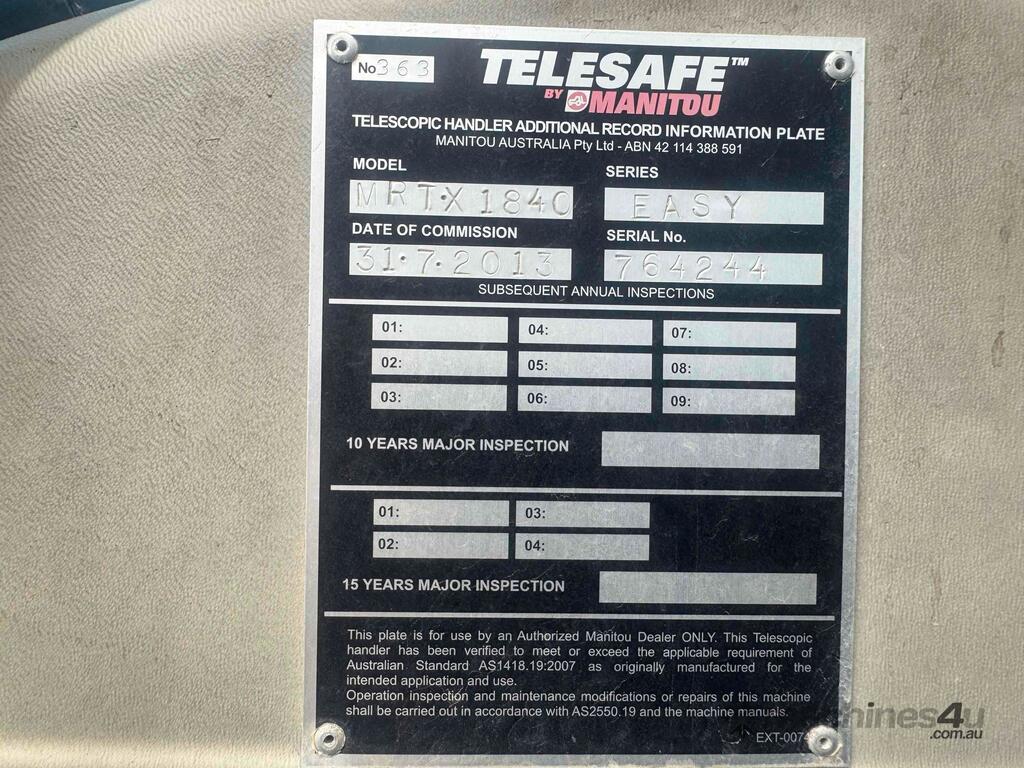 No 363
TELESAFE™
BY MANITOU
TELESCOPIC HANDLER ADDITIONAL RECORD INFORMATION PLATE
MANITOU AUSTRALIA Pty Ltd - ABN 42 114 388 591
MODEL
SERIES
MRT·X 1840
EASY
DATE OF COMMISSION
SERIAL No.
31·7·2013
764244
SUBSEQUENT ANNUAL INSPECTIONS
01: 04: 07:
02: 05: 08:
03: 06: 09:
10 YEARS MAJOR INSPECTION
01: 03:
02: 04:
15 YEARS MAJOR INSPECTION
This plate is for use by an Authorized Manitou Dealer ONLY. This Telescopic
handler has been verified to meet or exceed the applicable requirement of
Australian Standard AS1418.19:2007 as originally manufactured for the
intended application and use.
Operation inspection and maintenance modifications or repairs of this machine
shall be carried out in accordance with AS2550.19 and the machine manuals.
.com.au